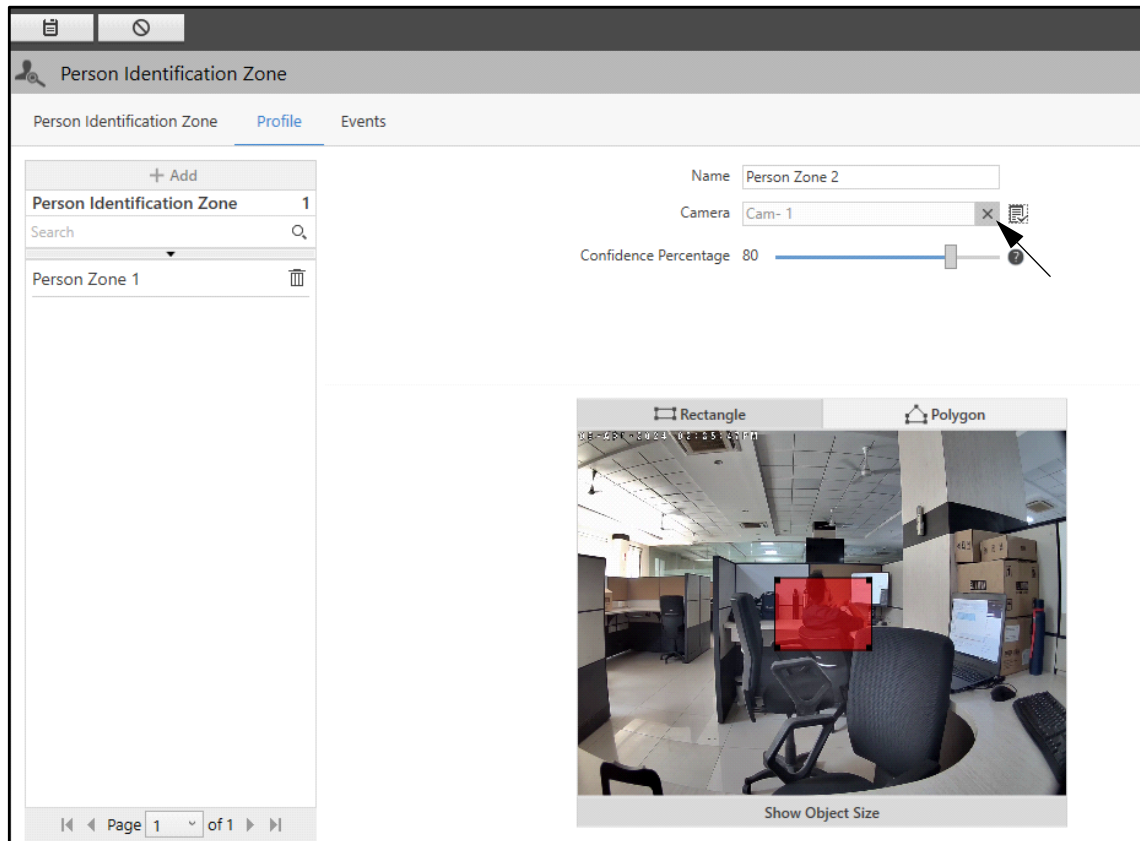 Person Identification Zone
Person Identification Zone Profile Events
+ Add
Person Identification Zone 1
Search
Person Zone 1
Page 1 of 1
Name Person Zone 2
Camera Cam- 1
Confidence Percentage 80
Rectangle Polygon
Show Object Size